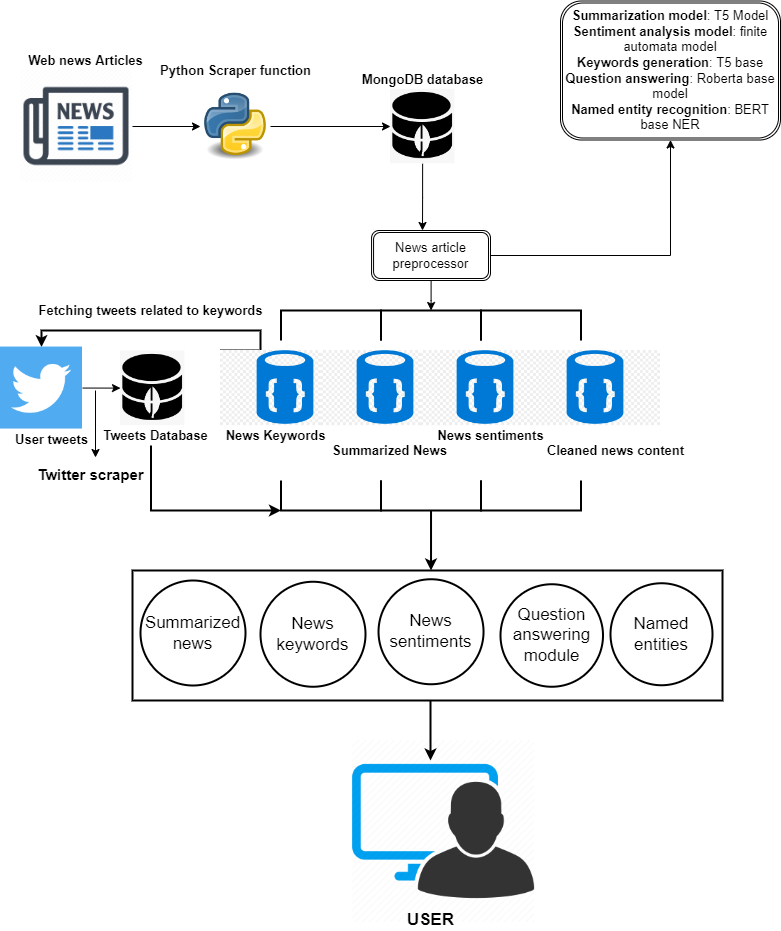 Web news Articles
NEWS
Python Scraper function
MongoDB database
Summarization model: T5 Model
Sentiment analysis model: finite
automata model
Keywords generation: T5 base
Question answering: Roberta base
model
Named entity recognition: BERT
base NER
News article
preprocessor
Fetching tweets related to keywords
{ }
{ }
{ }
{ }
User tweets
Tweets Database
News Keywords
News sentiments
Summarized News
Cleaned news content
Twitter scraper
Summarized
news
News
keywords
News
sentiments
Question
answering
module
Named
entities
USER